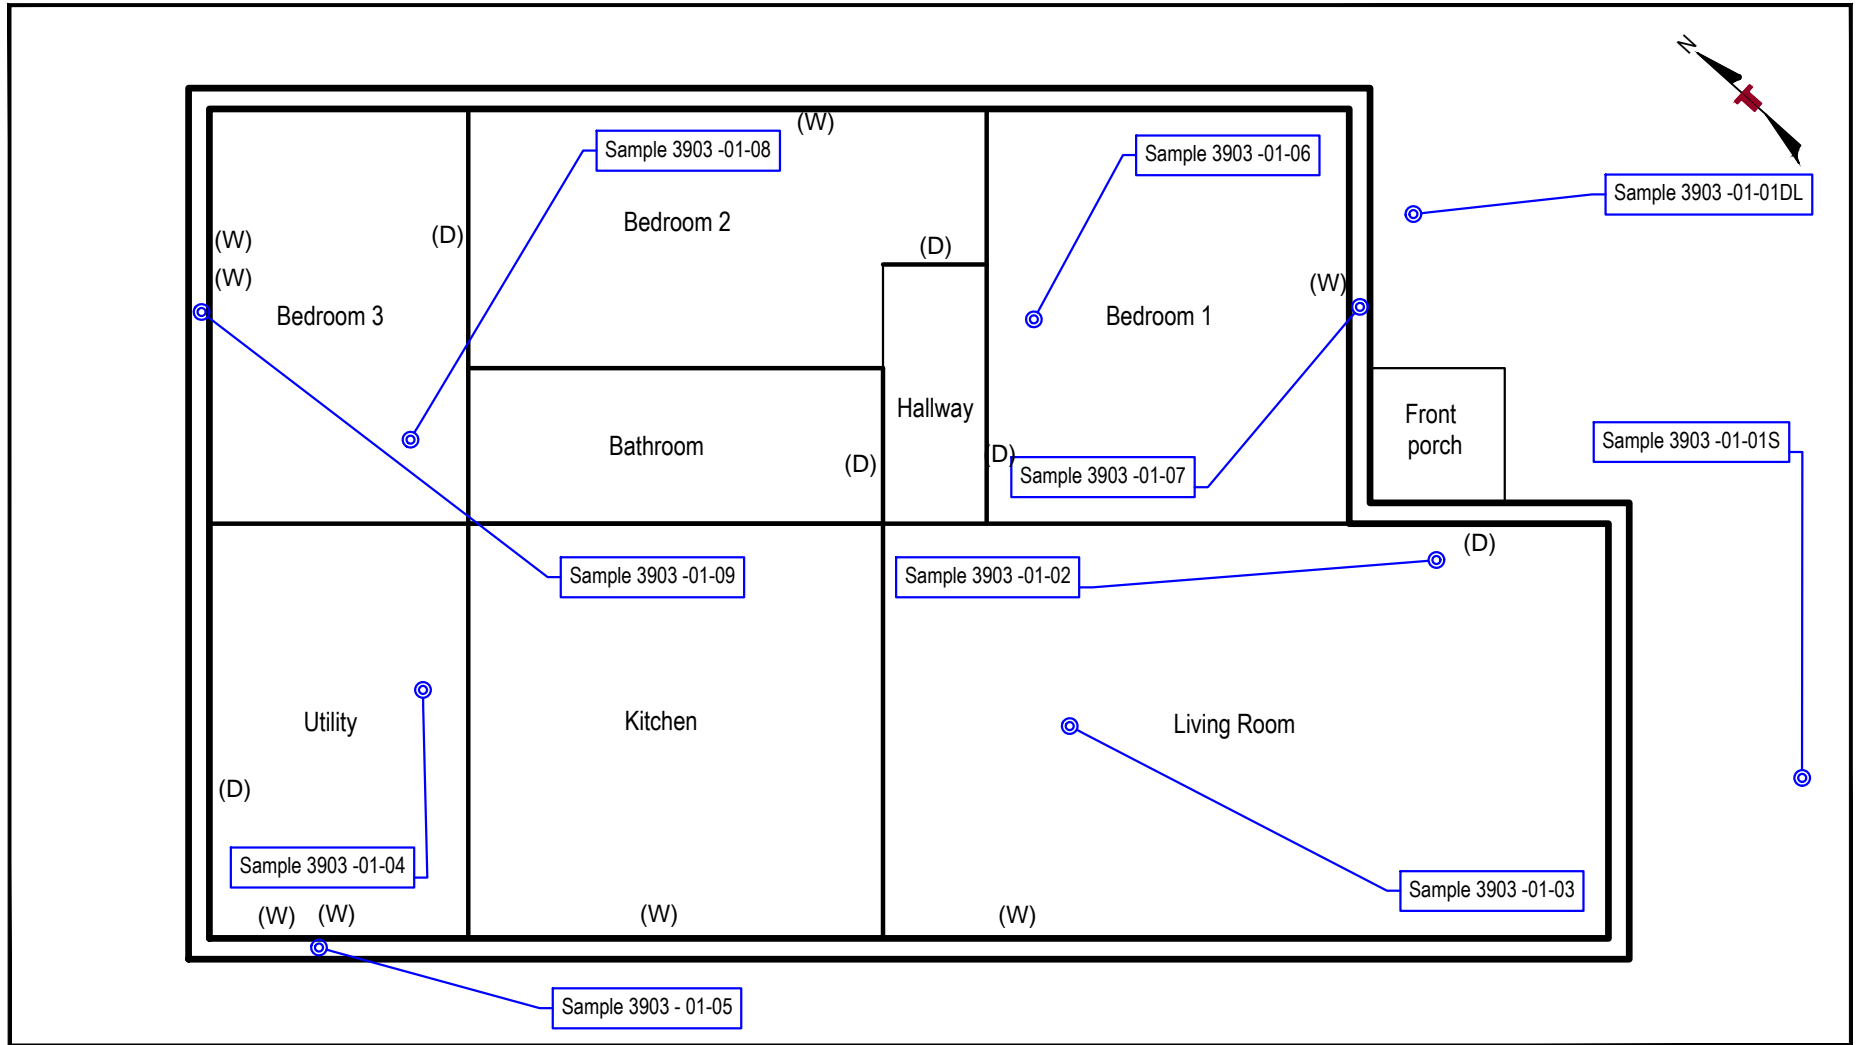 N
(W)
Sample 3903 -01-08
Sample 3903 -01-06
Sample 3903 -01-01DL
Bedroom 2
(W)
(D)
(D)
(W)
(W)
Bedroom 3
Bedroom 1
Hallway
Front
porch
Sample 3903 -01-01S
Bathroom
(D)
(D)
Sample 3903 -01-07
(D)
Sample 3903 -01-09
Sample 3903 -01-02
Utility
Kitchen
Living Room
(D)
Sample 3903 -01-04
Sample 3903 -01-03
(W)
(W)
(W)
(W)
Sample 3903 - 01-05